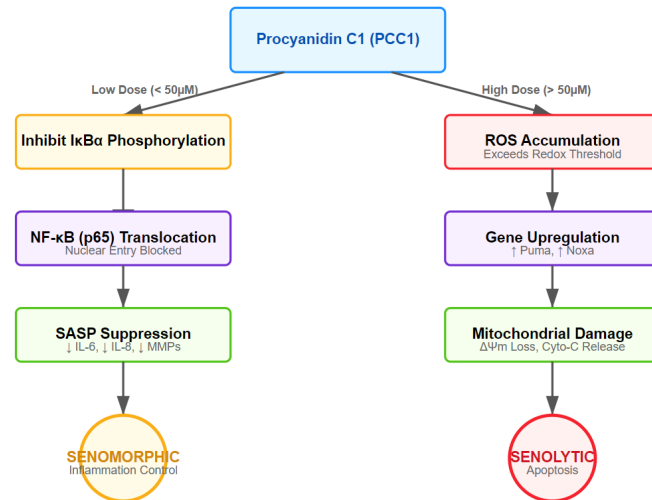 Procyanidin C1 (PCC1)
Low Dose (< 50μM)
High Dose (> 50μM)
Inhibit IκBα Phosphorylation
ROS Accumulation
Exceeds Redox Threshold
NF-κB (p65) Translocation
Nuclear Entry Blocked
Gene Upregulation
↑ Puma, ↑ Noxa
SASP Suppression
↓ IL-6, ↓ IL-8, ↓ MMPs
Mitochondrial Damage
ΔΨm Loss, Cyto-C Release
SENOMORPHIC
Inflammation Control
SENOLYTIC
Apoptosis